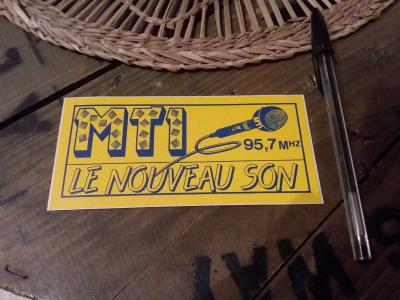 MTI
95,7 MHZ
LE NOUVEAU SON